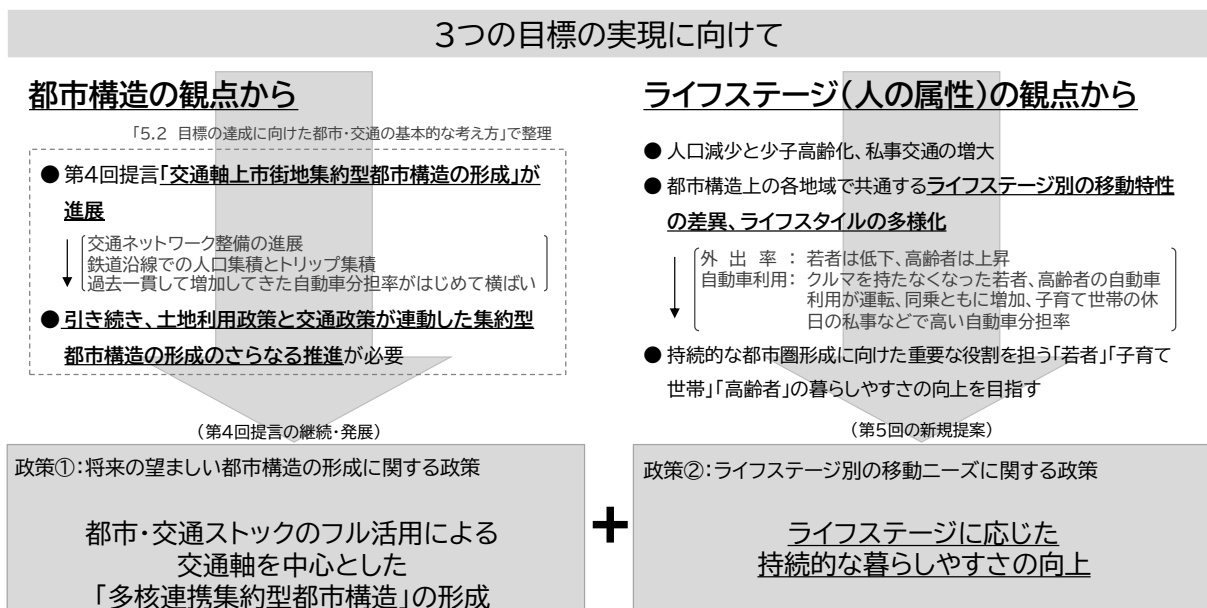 3つの目標の実現に向けて
都市構造の観点から
「5.2 目標の達成に向けた都市・交通の基本的な考え方」で整理
● 第4回提言「交通軸上市街地集約型都市構造の形成」が
進展
交通ネットワーク整備の進展
鉄道沿線での人口集積とトリップ集積
過去一貫して増加してきた自動車分担率がはじめて横ばい
● 引き続き、土地利用政策と交通政策が連動した集約型
都市構造の形成のさらなる推進が必要
(第4回提言の継続・発展)
政策①:将来の望ましい都市構造の形成に関する政策
都市・交通ストックのフル活用による
交通軸を中心とした
「多核連携集約型都市構造」の形成
+
ライフステージ(人の属性)の観点から
● 人口減少と少子高齢化、私事交通の増大
● 都市構造上の各地域で共通するライフステージ別の移動特性
の差異、ライフスタイルの多様化
外 出 率 : 若者は低下、高齢者は上昇
自動車利用: クルマを持たなくなった若者、高齢者の自動車
利用が運転、同乗ともに増加、子育て世帯の休
日の私事などで高い自動車分担率
● 持続的な都市圏形成に向けた重要な役割を担う「若者」「子育て
世帯」「高齢者」の暮らしやすさの向上を目指す
(第5回の新規提案)
政策②:ライフステージ別の移動ニーズに関する政策
ライフステージに応じた
持続的な暮らしやすさの向上